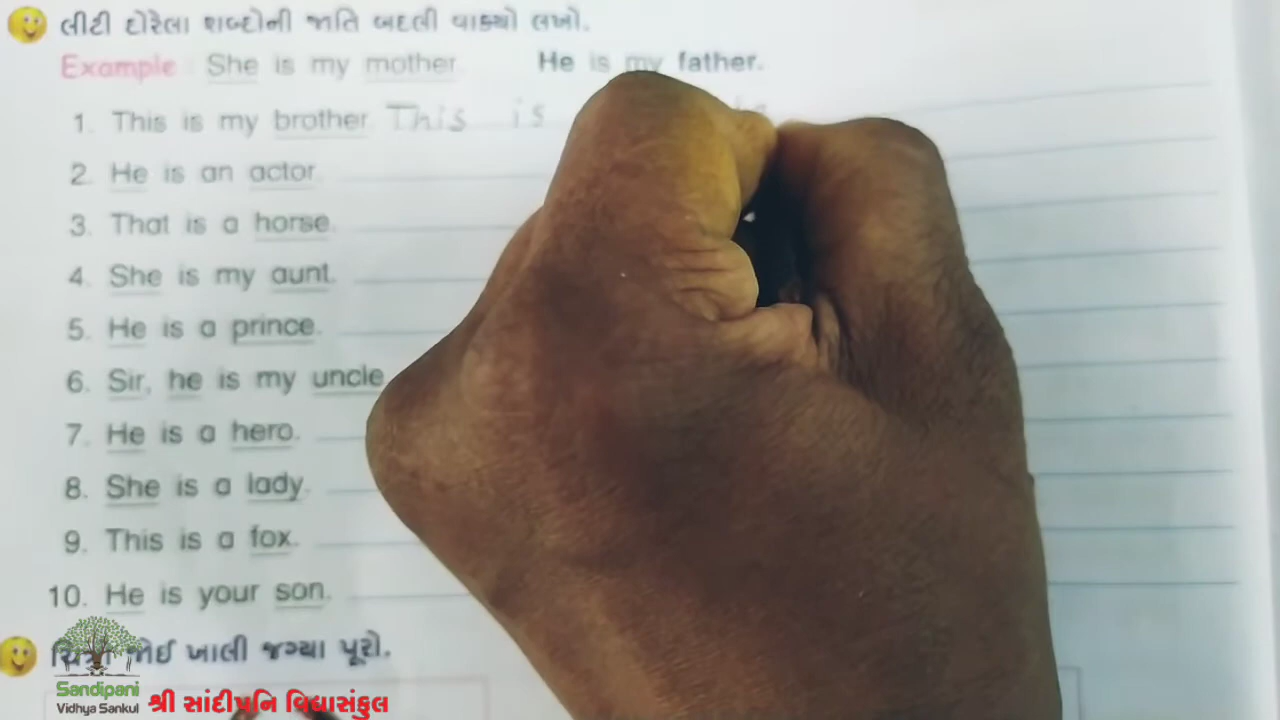 લીટી દોરેલા શબ્દોની જાતિ બદલી વાક્યો લખો.
Example : She is my mother. He is my father.
1. This is my brother. This is
2. He is an actor.
3. That is a horse.
4. She is my aunt.
5. He is a prince.
6. Sir, he is my uncle
7. He is a hero.
8. She is a lady.
9. This is a fox.
10. He is your son.
જોઈ ખાલી જગ્યા પૂરો.
Sandipani
Vidhya Sankul
શ્રી સાંદીપનિ વિદ્યાસંકુલ